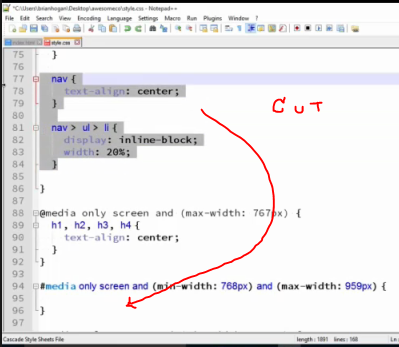 "C:\Users\brianhogan\Desktop\awesomeco\style.css - Notepad++
File Edit Search View Encoding Language Settings Macro Run Plugins Window ?
index.html style.css
75 }
76
77 nav {
78 text-align: center;
79 }
80
81 nav > ul > li {
82 display: inline-block;
83 width: 20%;
84 }
85
86 }
87
88 @media only screen and (max-width: 767px) {
89 h1, h2, h3, h4 {
90 text-align: center;
91 }
92 }
93
94 #media only screen and (min-width: 768px) and (max-width: 959px) {
95
96 }
97
CUT
Cascade Style Sheets File length : 1891 lines : 168 Ln :